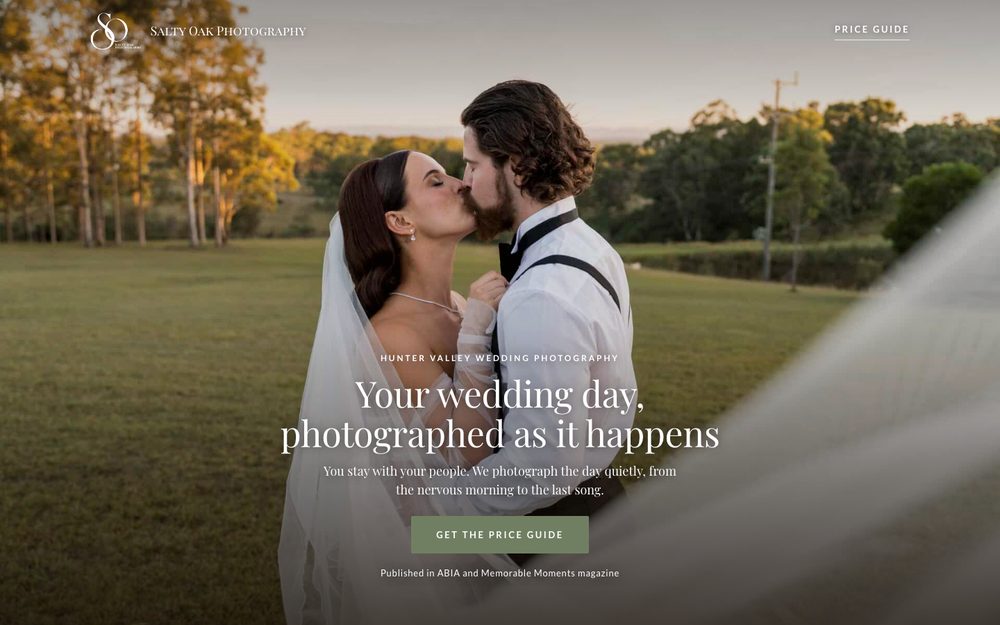 SO
SALTY OAK PHOTOGRAPHY
PRICE GUIDE
HUNTER VALLEY WEDDING PHOTOGRAPHY
Your wedding day,
photographed as it happens
You stay with your people. We photograph the day quietly, from
the nervous morning to the last song.
GET THE PRICE GUIDE
Published in ABIA and Memorable Moments magazine